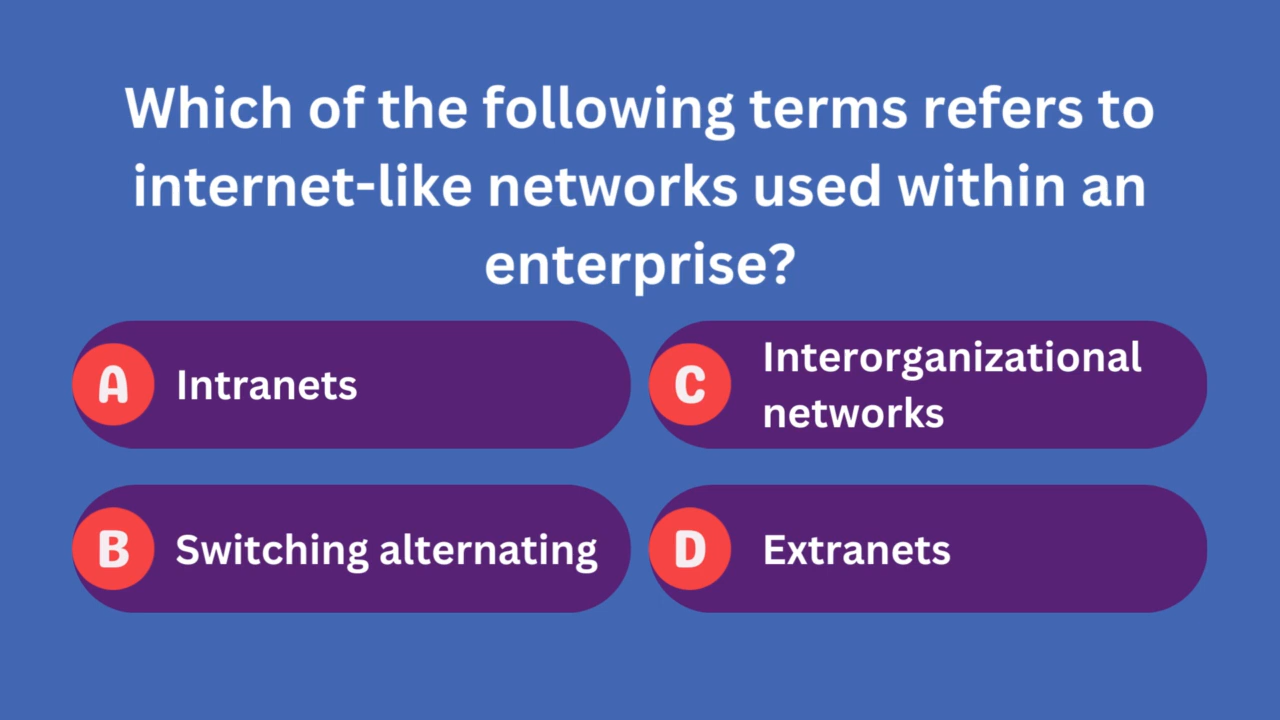 Which of the following terms refers to
internet-like networks used within an
enterprise?
A Intranets
B Switching alternating
C Interorganizational
networks
D Extranets